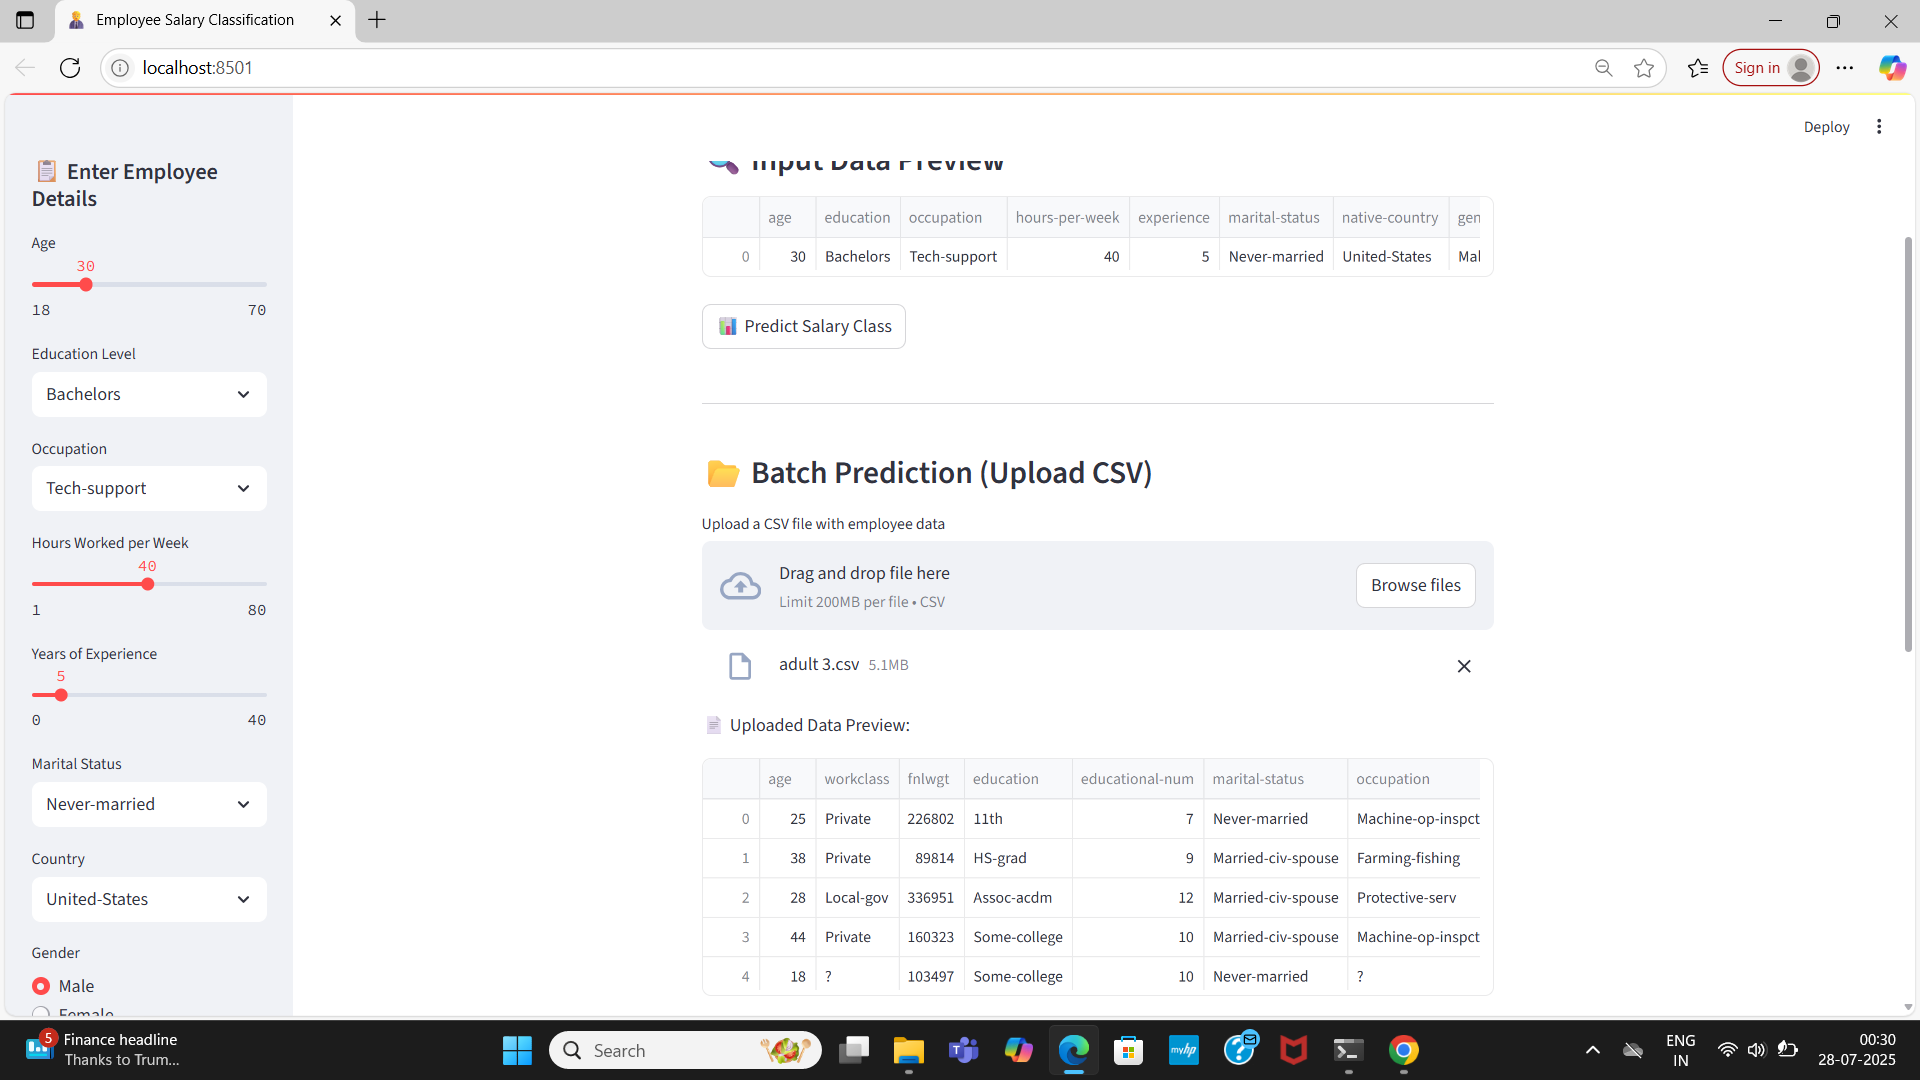 Employee Salary Classification
localhost:8501
Sign in
Deploy
Enter Employee
Details
Age
30
18 70
Education Level
Bachelors
Occupation
Tech-support
Hours Worked per Week
40
1 80
Years of Experience
5
0 40
Marital Status
Never-married
Country
United-States
Gender
Male
Female
Input Data Preview
age education occupation hours-per-week experience marital-status native-country gen
0 30 Bachelors Tech-support 40 5 Never-married United-States Mal
Predict Salary Class
Batch Prediction (Upload CSV)
Upload a CSV file with employee data
Drag and drop file here
Limit 200MB per file • CSV
Browse files
adult 3.csv 5.1MB
Uploaded Data Preview:
age workclass fnlwgt education educational-num marital-status occupation
0 25 Private 226802 11th 7 Never-married Machine-op-inspct
1 38 Private 89814 HS-grad 9 Married-civ-spouse Farming-fishing
2 28 Local-gov 336951 Assoc-acdm 12 Married-civ-spouse Protective-serv
3 44 Private 160323 Some-college 10 Married-civ-spouse Machine-op-inspct
4 18 ? 103497 Some-college 10 Never-married ?
5
Finance headline
Thanks to Trum...
Search
myhp
ENG
IN
00:30
28-07-2025